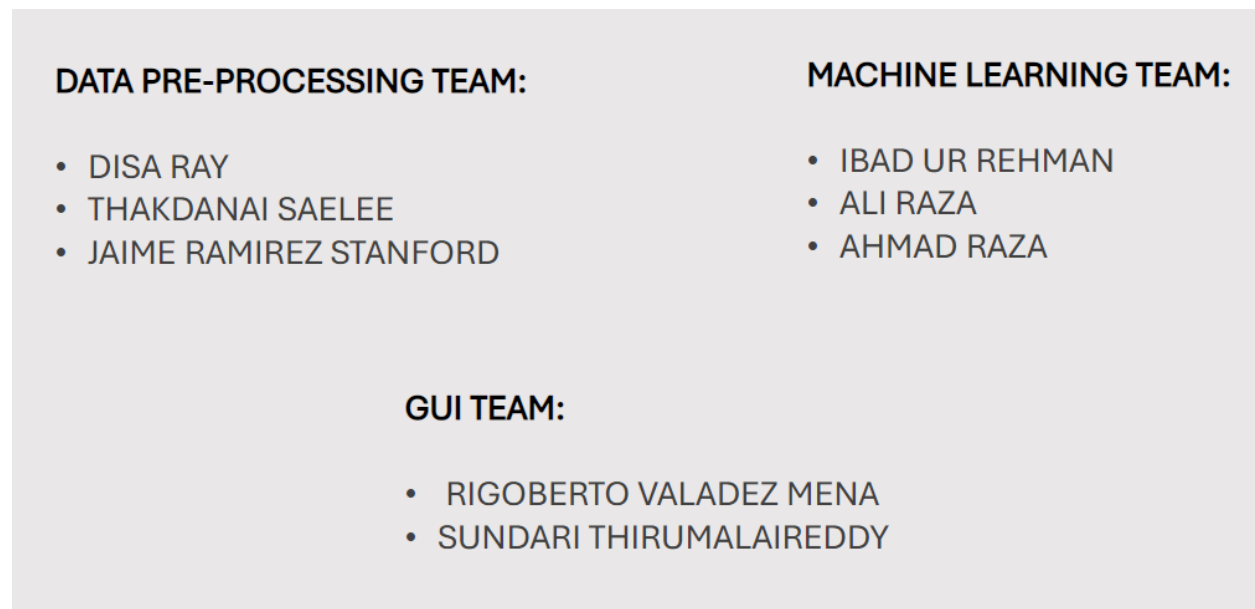 DATA PRE-PROCESSING TEAM:
• DISA RAY
• THAKDANAI SAELEE
• JAIME RAMIREZ STANFORD
MACHINE LEARNING TEAM:
• IBAD UR REHMAN
• ALI RAZA
• AHMAD RAZA
GUI TEAM:
• RIGOBERTO VALADEZ MENA
• SUNDARI THIRUMALAIREDDY